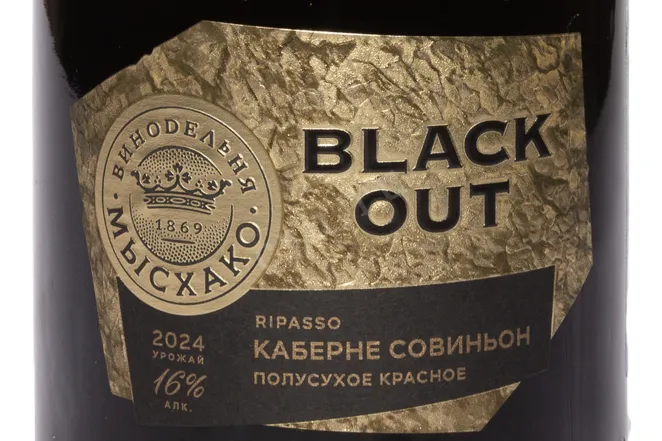 ВИНОДЕЛЬНЯ
1869
МЫСХАКО
BLACK
OUT
2024
УРОЖАЙ
16%
АЛК.
RIPASSO
КАБЕРНЕ СОВИНЬОН
ПОЛУСУХОЕ КРАСНОЕ